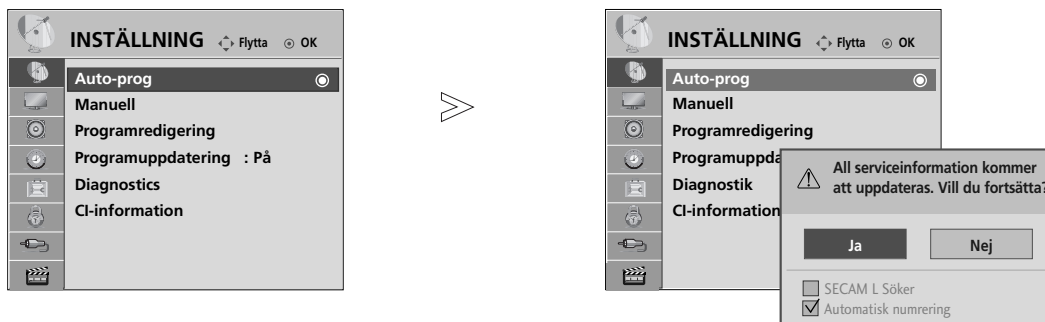 INSTÄLLNING Flytta OK
Auto-prog
Manuell
Programredigering
Programuppdatering : På
Diagnostics
CI-information
INSTÄLLNING Flytta OK
Auto-prog
Manuell
Programredigering
Programuppda
Diagnostik
CI-information
All serviceinformation kommer
att uppdateras. Vill du fortsätta?
Ja Nej
SECAM L Söker
Automatisk numrering